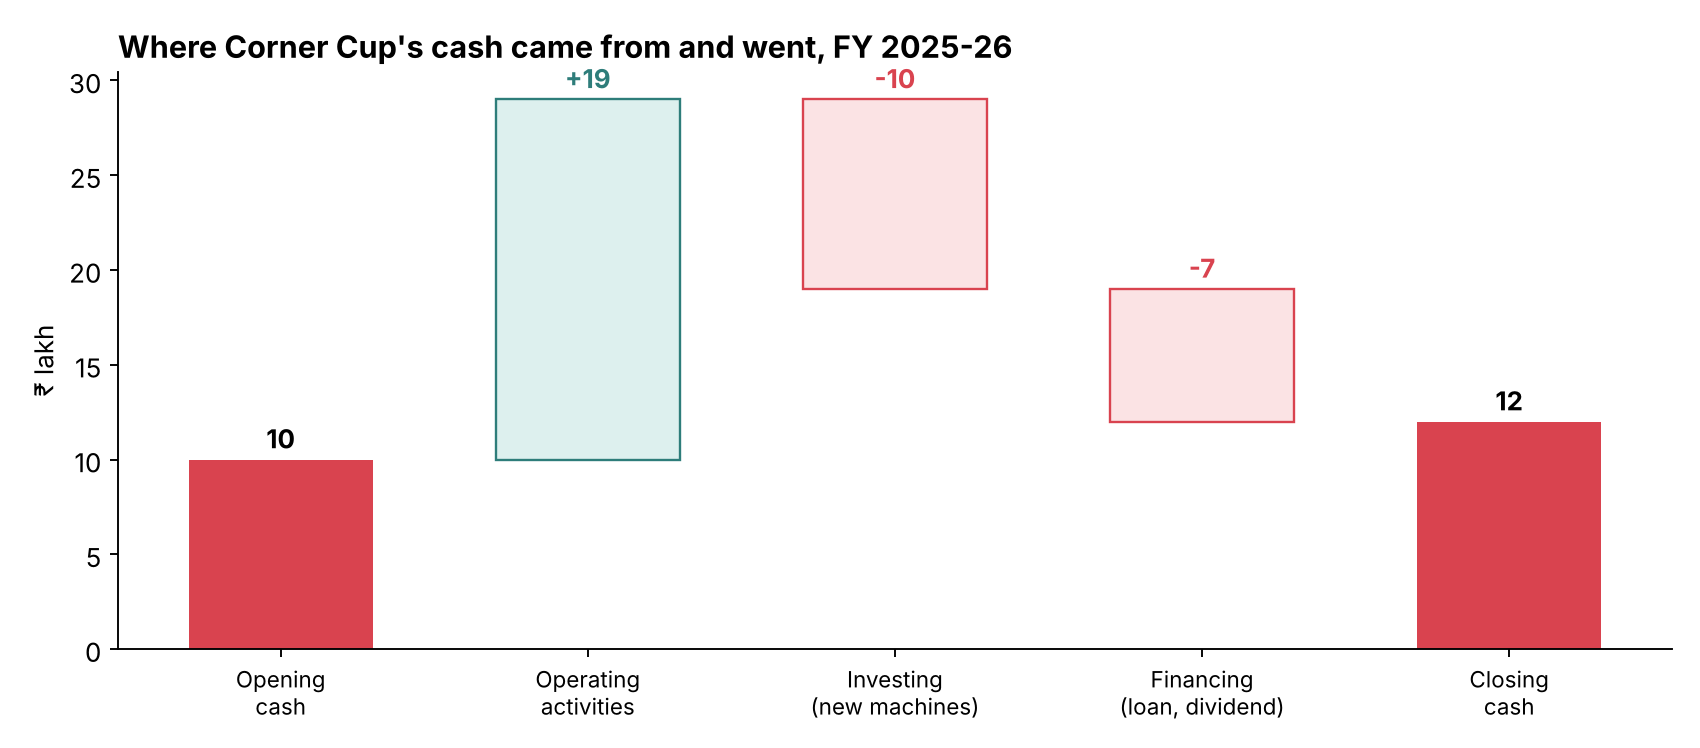 Where Corner Cup's cash came from and went, FY 2025-26
₹ lakh
30
25
20
15
10
5
0
10
+19
-10
-7
12
Opening
cash
Operating
activities
Investing
(new machines)
Financing
(loan, dividend)
Closing
cash